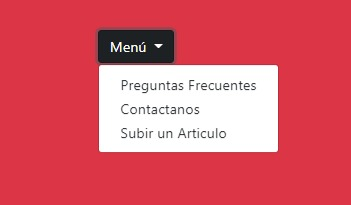 Menú
Preguntas Frecuentes
Contactanos
Subir un Articulo